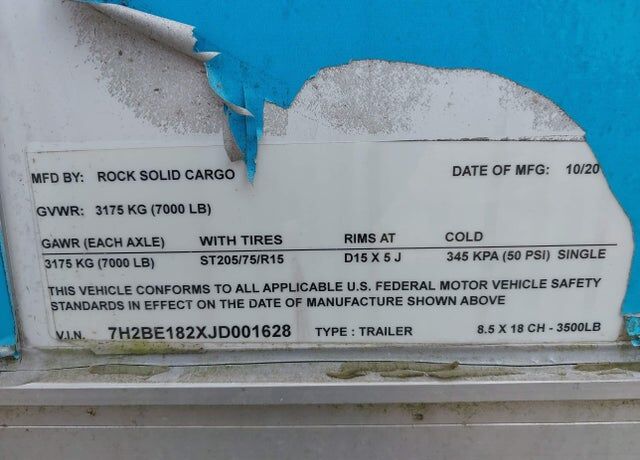 MFD BY: ROCK SOLID CARGO DATE OF MFG: 10/20
GVWR: 3175 KG (7000 LB)
GAWR (EACH AXLE) WITH TIRES RIMS AT COLD
3175 KG (7000 LB) ST205/75/R15 D15 X 5 J 345 KPA (50 PSI) SINGLE
THIS VEHICLE CONFORMS TO ALL APPLICABLE U.S. FEDERAL MOTOR VEHICLE SAFETY
STANDARDS IN EFFECT ON THE DATE OF MANUFACTURE SHOWN ABOVE
V.I.N. 7H2BE182XJD001628 TYPE : TRAILER 8.5 X 18 CH - 3500LB